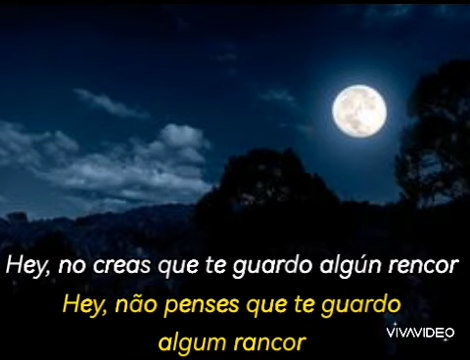 Hey, no creas que te guardo algún rencor
Hey, não penses que te guardo
algum rancor
VIVAVIDEO